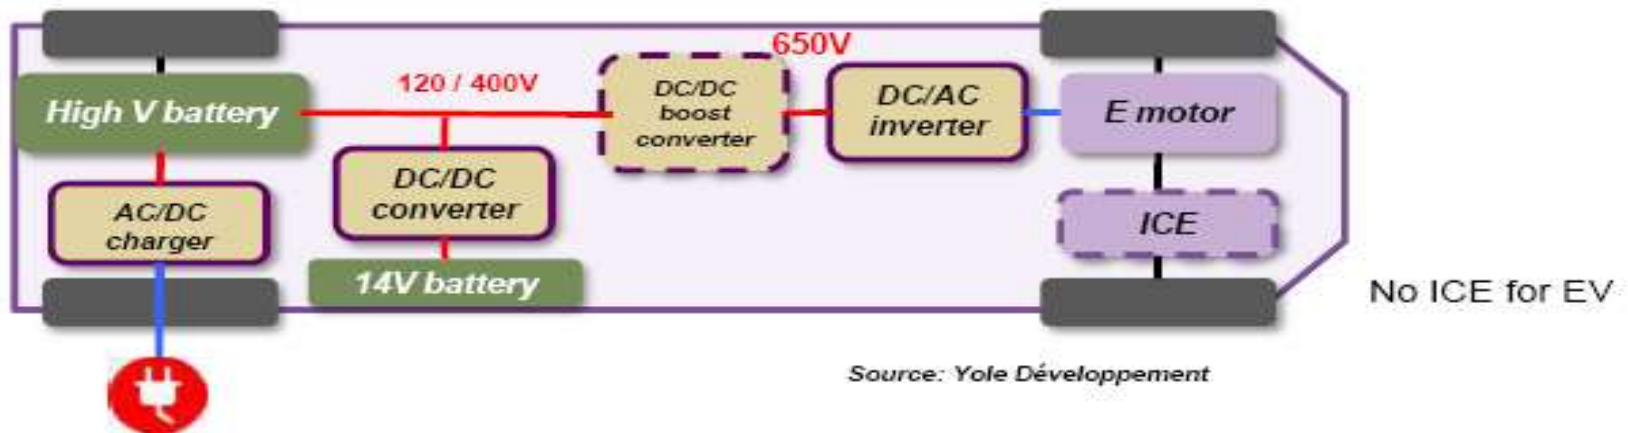 650V
High V battery
120 / 400V
DC/DC
boost
converter
DC/AC
inverter
E motor
AC/DC
charger
DC/DC
converter
ICE
14V battery
No ICE for EV
Source: Yole Développement